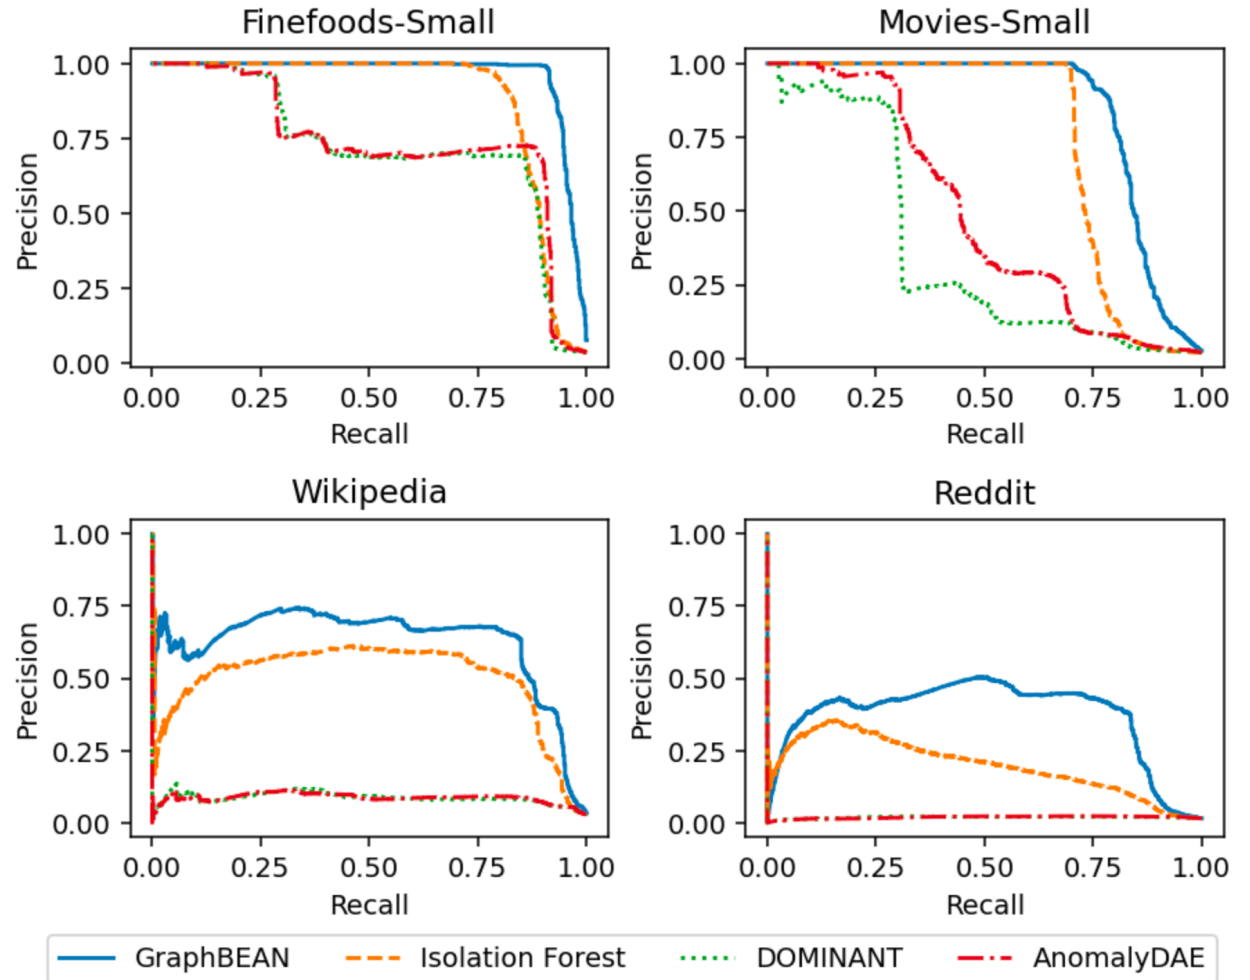 Finefoods-Small
Movies-Small
1.00
0.75
0.50
0.25
0.00
Precision
0.00 0.25 0.50 0.75 1.00
Recall
1.00
0.75
0.50
0.25
0.00
Precision
0.00 0.25 0.50 0.75 1.00
Recall
Wikipedia
Reddit
1.00
0.75
0.50
0.25
0.00
Precision
0.00 0.25 0.50 0.75 1.00
Recall
1.00
0.75
0.50
0.25
0.00
Precision
0.00 0.25 0.50 0.75 1.00
Recall
GraphBEAN Isolation Forest DOMINANT AnomalyDAE